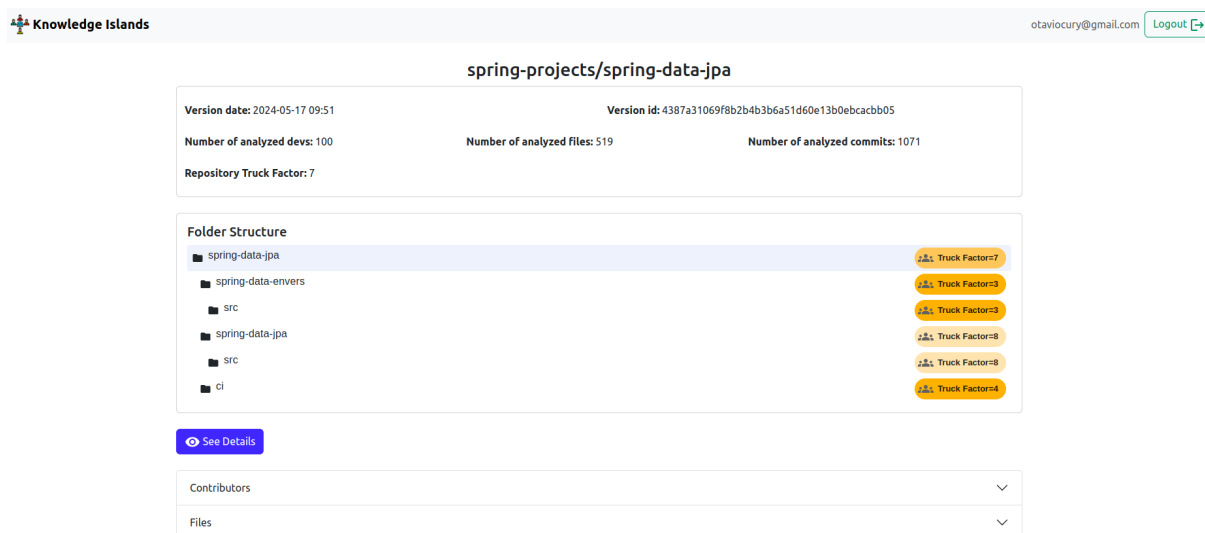 Knowledge Islands otaviocury@gmail.com Logout
spring-projects/spring-data-jpa
Version date: 2024-05-17 09:51 Version id: 4387a31069f8b2b4b3b6a51d60e13b0ebcacbb05
Number of analyzed devs: 100 Number of analyzed files: 519 Number of analyzed commits: 1071
Repository Truck Factor: 7
Folder Structure
spring-data-jpa Truck Factor=7
spring-data-envers Truck Factor=3
src Truck Factor=3
spring-data-jpa Truck Factor=8
src Truck Factor=8
ci Truck Factor=4
See Details
Contributors
Files